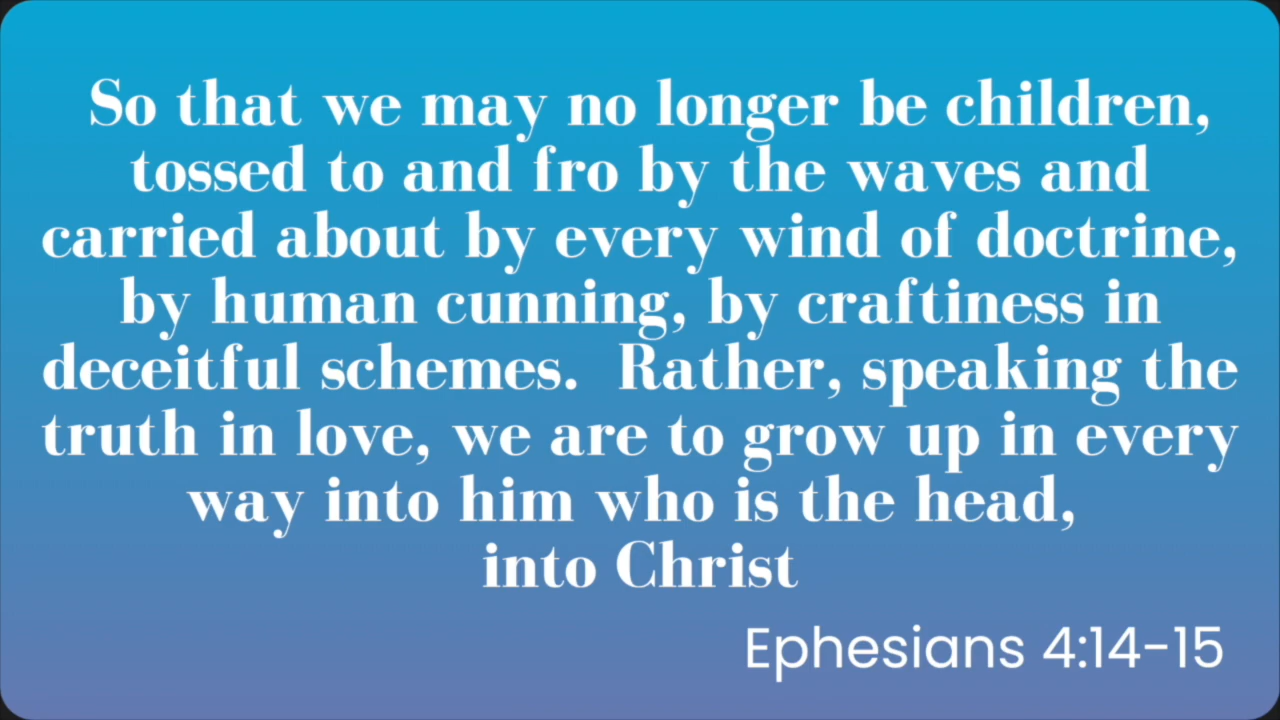 So that we may no longer be children,
tossed to and fro by the waves and
carried about by every wind of doctrine,
by human cunning, by craftiness in
deceitful schemes.  Rather, speaking the
truth in love, we are to grow up in every
way into him who is the head,
into Christ
Ephesians 4:14-15